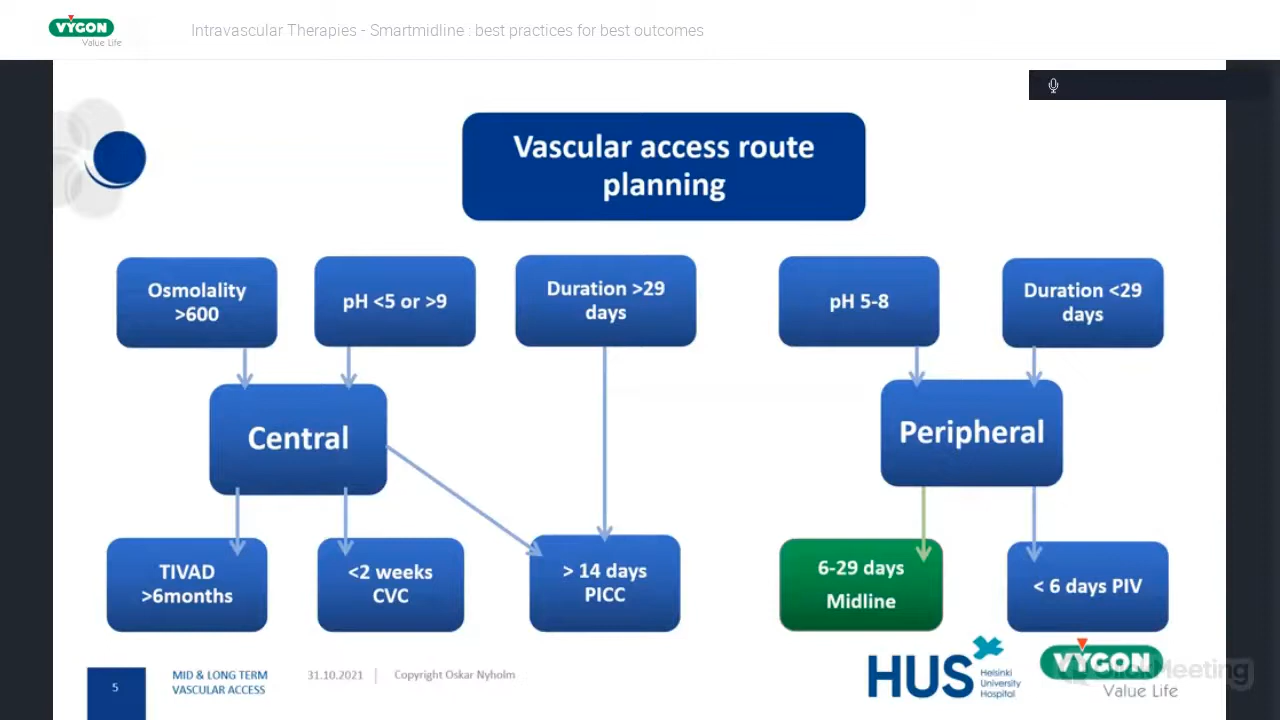 VYGON
Value Life
Intravascular Therapies - Smartmidline : best practices for best outcomes
Vascular access route
planning
Osmolality
>600
pH <5 or >9
Duration >29
days
pH 5-8
Duration <29
days
Central
Peripheral
TIVAD
>6months
<2 weeks
CVC
> 14 days
PICC
6-29 days
Midline
< 6 days PIV
5
MID & LONG TERM
VASCULAR ACCESS
31.10.2021
Copyright Oskar Nyholm
HUS
Helsinki
University
Hospital
VYGON
Value Life
ClickMeeting